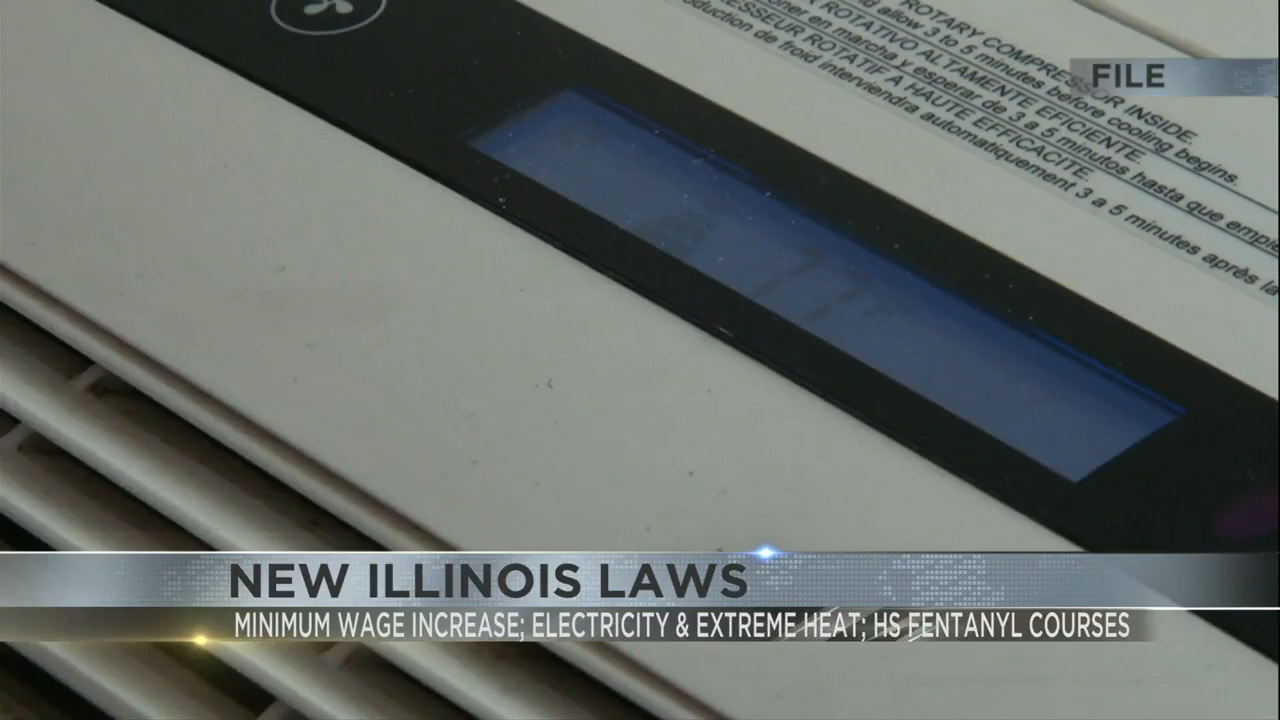 ROTARY COMPRESSOR INSIDE.
allow 3 to 5 minutes before cooling begins.
ROTATIVO ALTAMENTE EFICIENTE.
en marcha y esperar de 3 a 5 minutos hasta que
ROTATIF A HAUTE EFFICACITE.
de froid interviendra automatiquement 3 a 5 minutes après la
FILE
77°F
NEW ILLINOIS LAWS
MINIMUM WAGE INCREASE; ELECTRICITY & EXTREME HEAT; HS FENTANYL COURSES